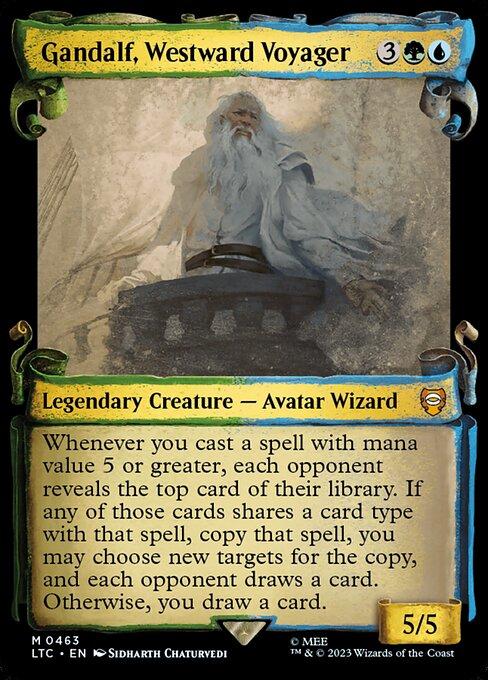 Gandalf, Westward Voyager 3
Legendary Creature — Avatar Wizard
Whenever you cast a spell with mana
value 5 or greater, each opponent
reveals the top card of their library. If
any of those cards shares a card type
with that spell, copy that spell, you
may choose new targets for the copy,
and each opponent draws a card.
Otherwise, you draw a card.
5/5
M 0463
LTC • EN Sidharth Chaturvedi
© MEE
™ & © 2023 Wizards of the Coast